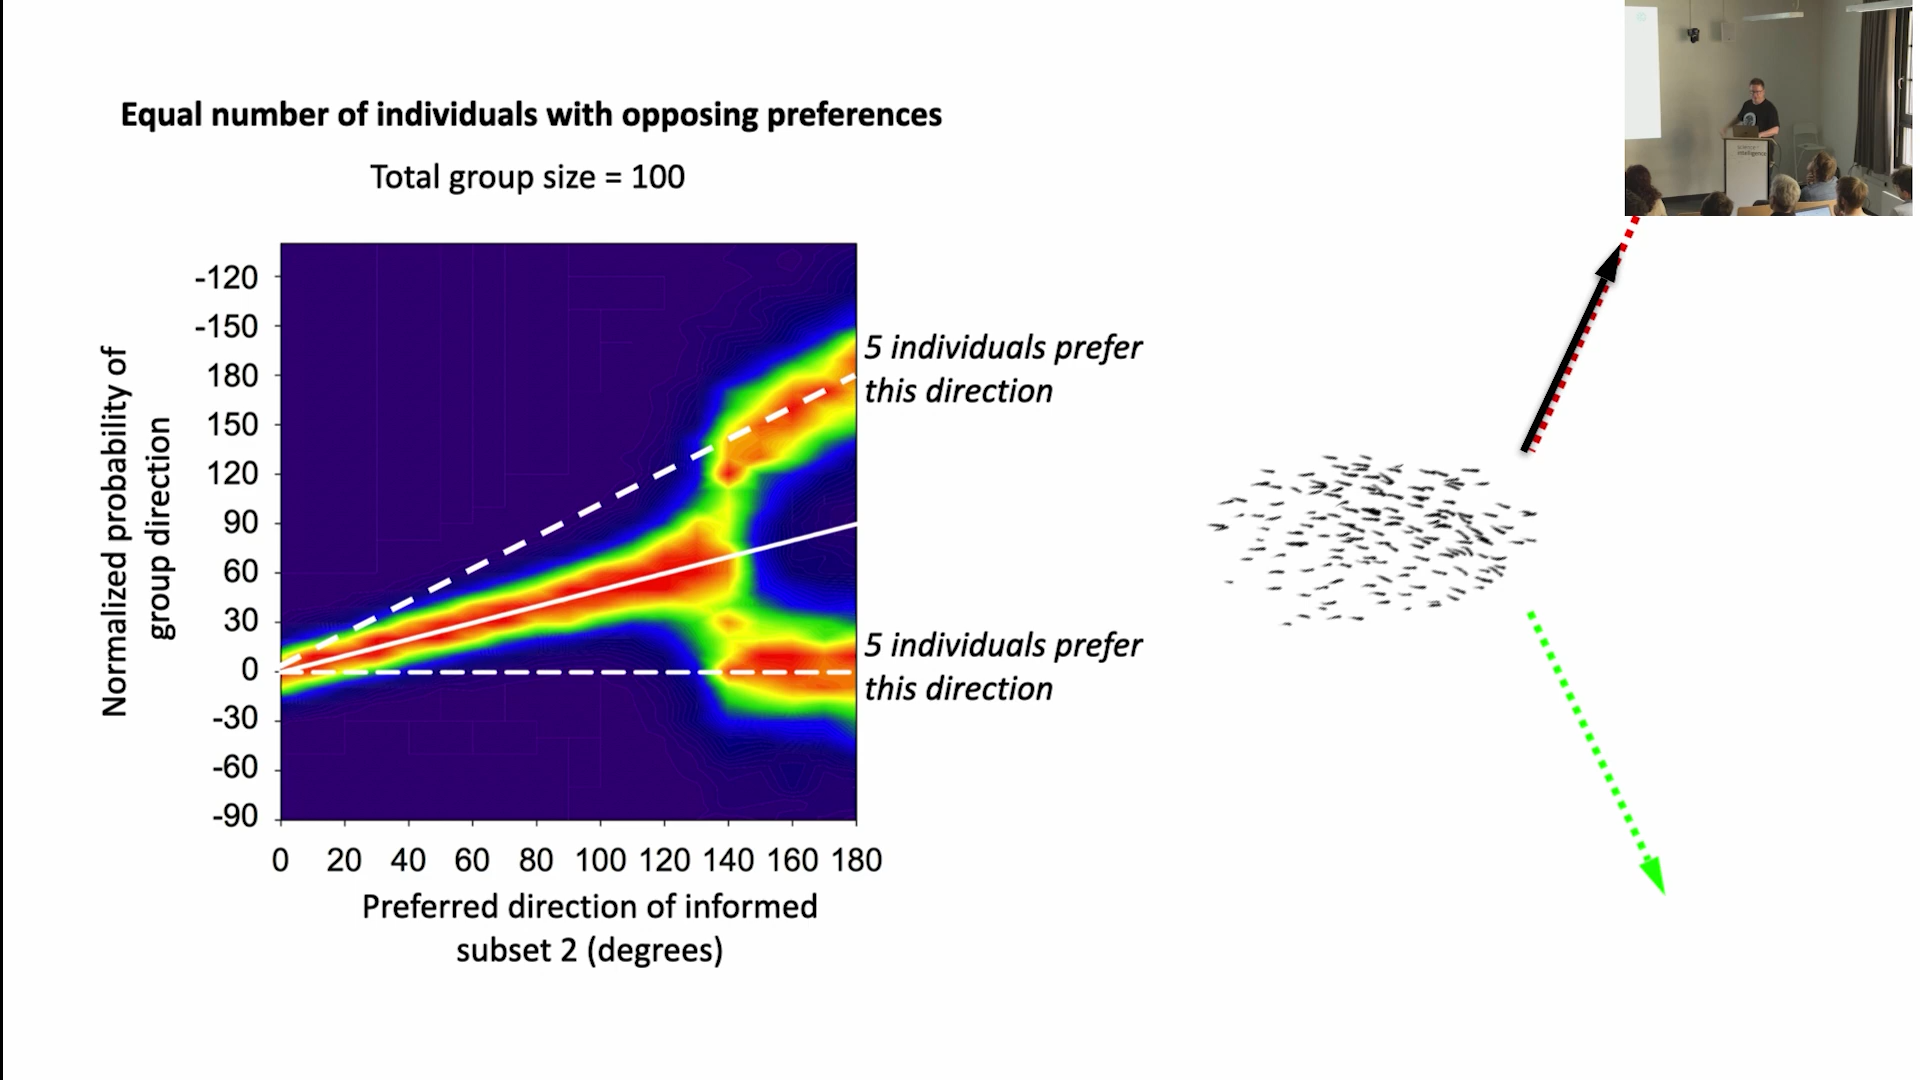 Equal number of individuals with opposing preferences
Total group size = 100
Normalized probability of
group direction
-120
-150
180
150
120
90
60
30
0
-30
-60
-90
0 20 40 60 80 100 120 140 160 180
Preferred direction of informed
subset 2 (degrees)
5 individuals prefer
this direction
5 individuals prefer
this direction
intelligence